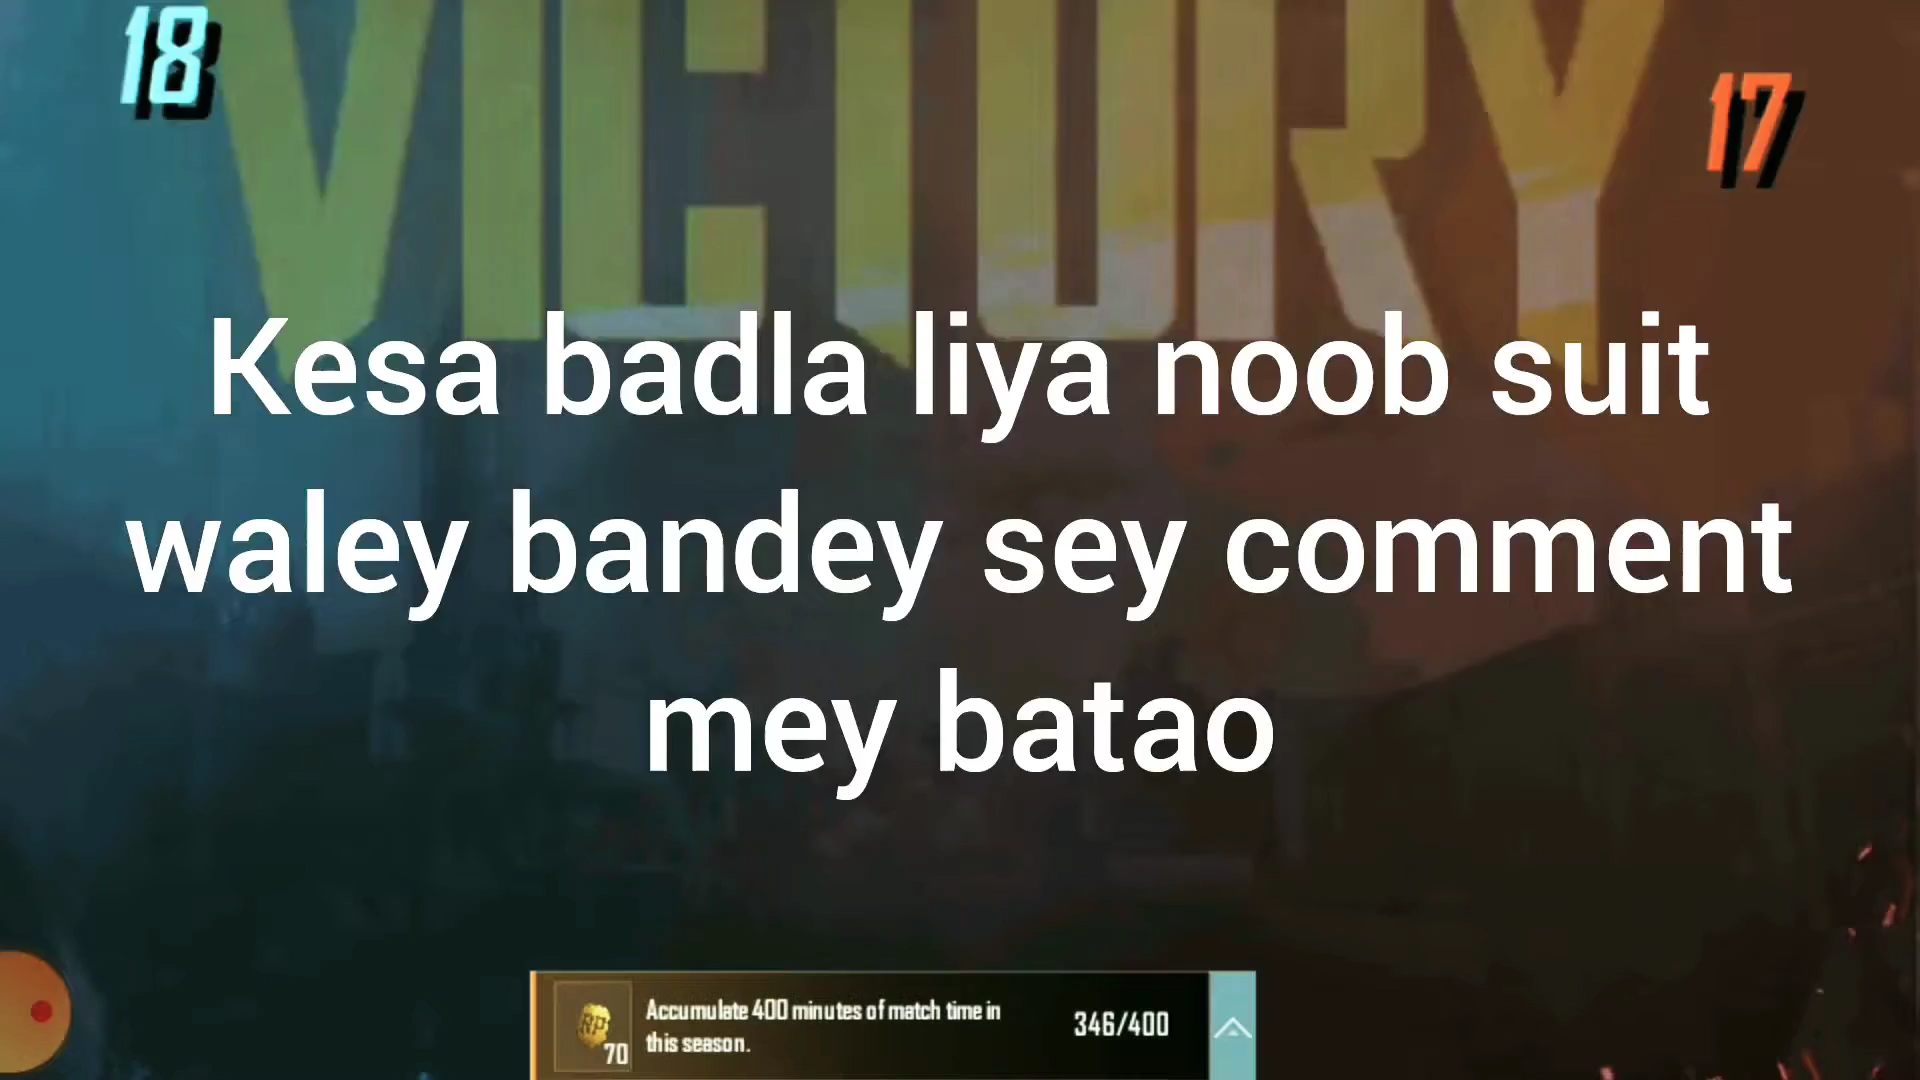 18
VICTORY
17
Kesa badla liya noob suit
waley bandey sey comment
mey batao
RP
70
Accumulate 400 minutes of match time in
this season.
346/400